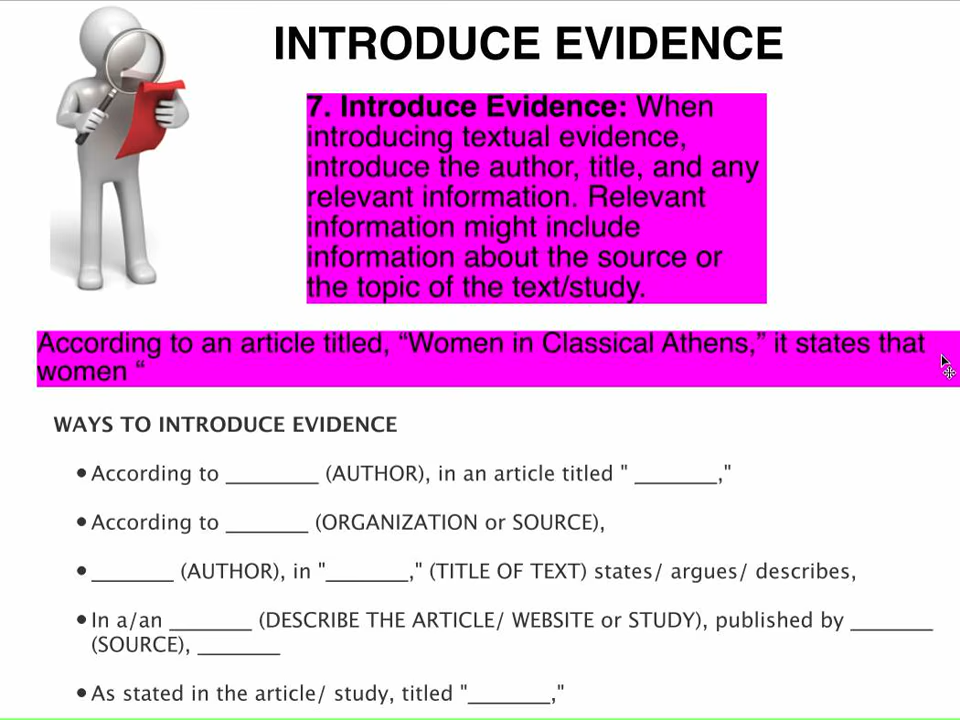 INTRODUCE EVIDENCE
7. Introduce Evidence: When
introducing textual evidence,
introduce the author, title, and any
relevant information. Relevant
information might include
information about the source or
the topic of the text/study.
According to an article titled, “Women in Classical Athens,” it states that
women “
WAYS TO INTRODUCE EVIDENCE
•According to ________ (AUTHOR), in an article titled " ________,"
•According to ________ (ORGANIZATION or SOURCE),
•________ (AUTHOR), in "________," (TITLE OF TEXT) states/ argues/ describes,
•In a/an ________ (DESCRIBE THE ARTICLE/ WEBSITE or STUDY), published by ________
(SOURCE), ________
•As stated in the article/ study, titled "________,"